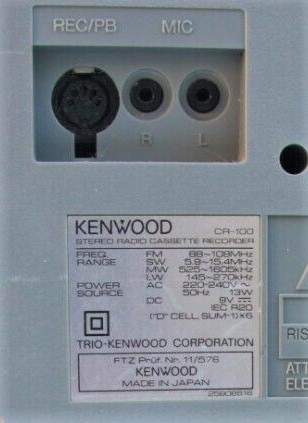 REC/PB MIC
R L
KENWOOD CR-100
STEREO RADIO CASSETTE RECORDER
FREQ. FM 88~108MHz
RANGE SW 5.9~15.4MHz
MW 525~1605kHz
LW 145~270kHz
POWER AC 220-240V ~
SOURCE 50Hz 13W
DC 9V
IEC R20
("D" CELL, SUM-1)X6
TRIO-KENWOOD CORPORATION
FTZ Prüf. Nr. 11/576
KENWOOD
MADE IN JAPAN
RIS
ATT
ELE